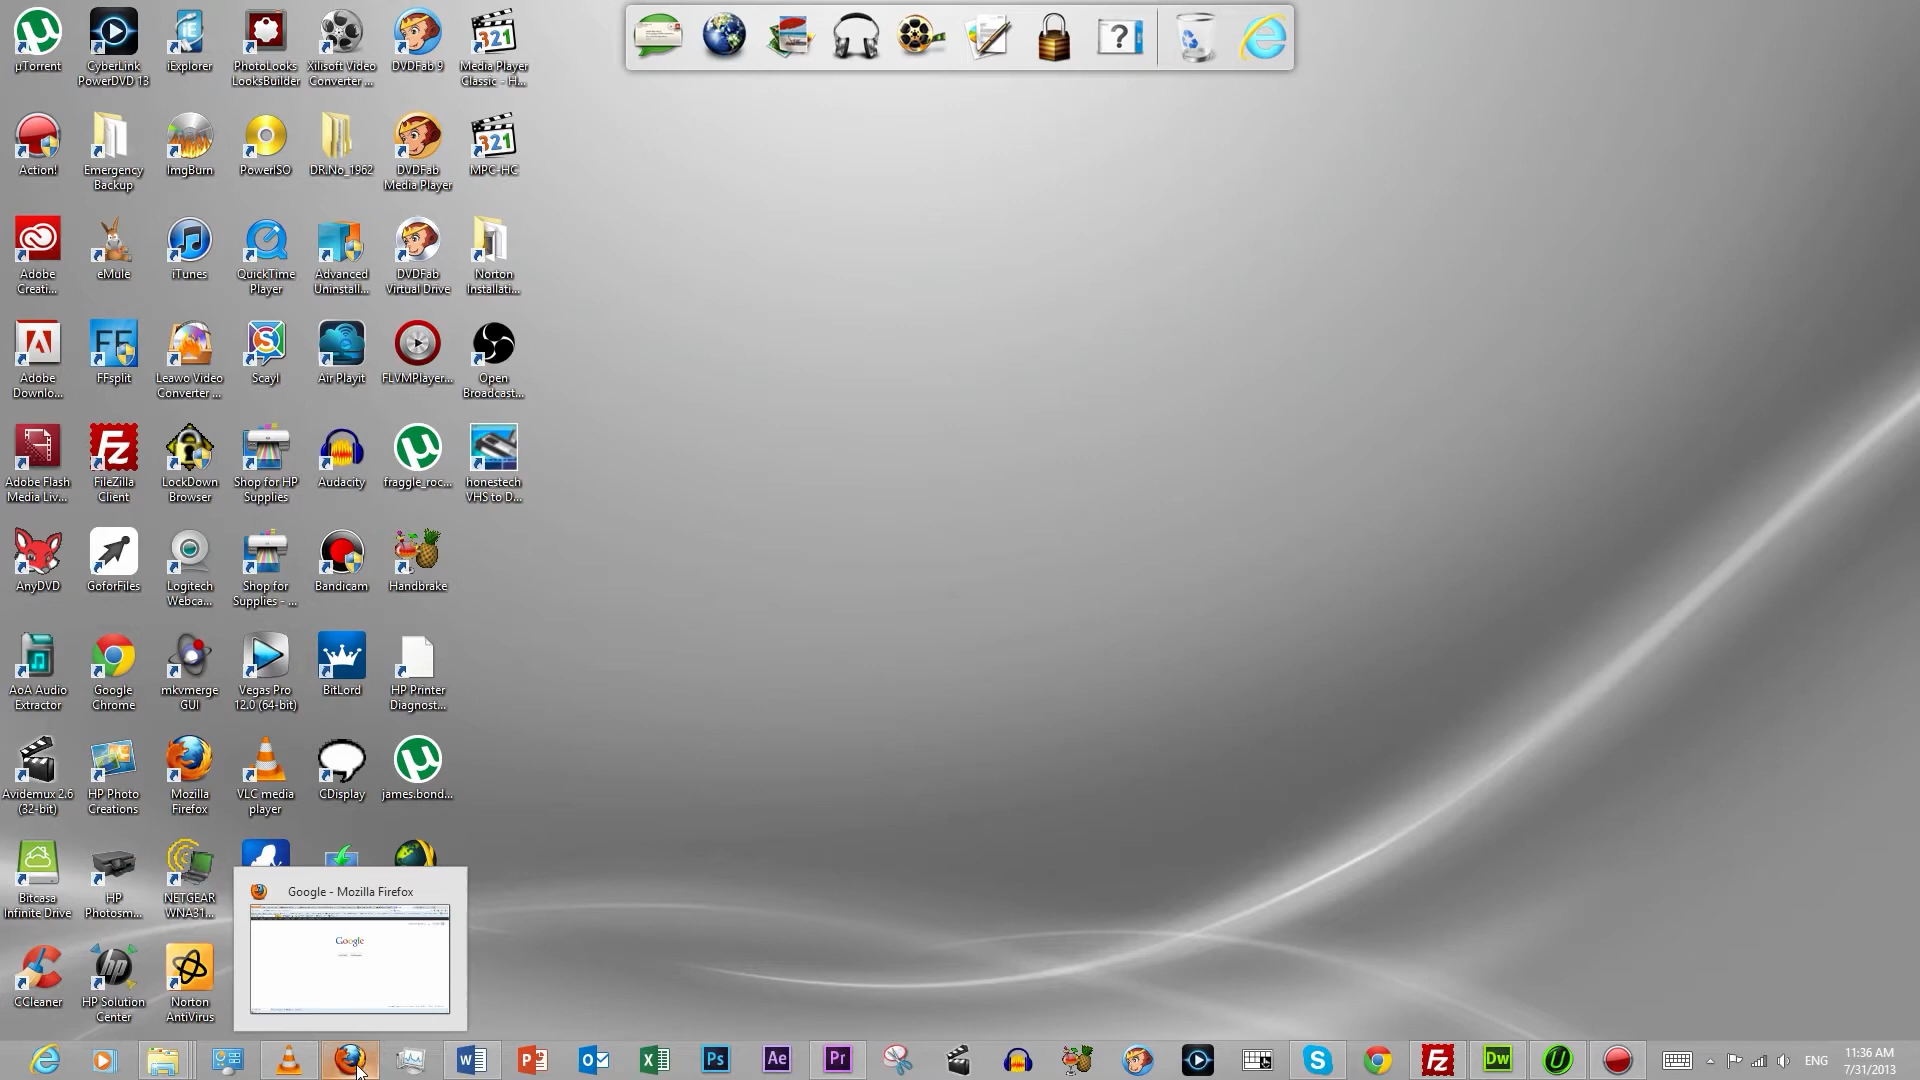 µTorrent
CyberLink
PowerDVD 13
iExplorer
PhotoLooks
LooksBuilder
Xilisoft Video
Converter ...
DVDFab 9
Media Player
Classic - H...
Action!
Emergency
Backup
ImgBurn
PowerISO
DR.No_1962
DVDFab
Media Player
MPC-HC
Adobe
Creati...
eMule
iTunes
QuickTime
Player
Advanced
Uninstall...
DVDFab
Virtual Drive
Norton
Installati...
Adobe
Downlo...
FFsplit
Leawo Video
Converter ...
Scayl
Air Playit
FLVMPlayer...
Open
Broadcast...
Adobe Flash
Media Liv...
FileZilla
Client
LockDown
Browser
Shop for HP
Supplies
Audacity
fraggle_roc...
honestech
VHS to D...
AnyDVD
GoforFiles
Logitech
Webca...
Shop for
Supplies - ...
Bandicam
Handbrake
HP Printer
Diagnost...
AoA Audio
Extractor
Google
Chrome
mkvmerge
GUI
Vegas Pro
12.0 (64-bit)
BitLord
Avidemux 2.6
(32-bit)
HP Photo
Creations
Mozilla
Firefox
VLC media
player
CDisplay
james.bond...
Bitcasa
Infinite Drive
HP
Photosm...
NETGEAR
WNA31...
Google - Mozilla Firefox
Google
CCleaner
HP Solution
Center
Norton
AntiVirus
ENG
11:36 AM
7/31/2013